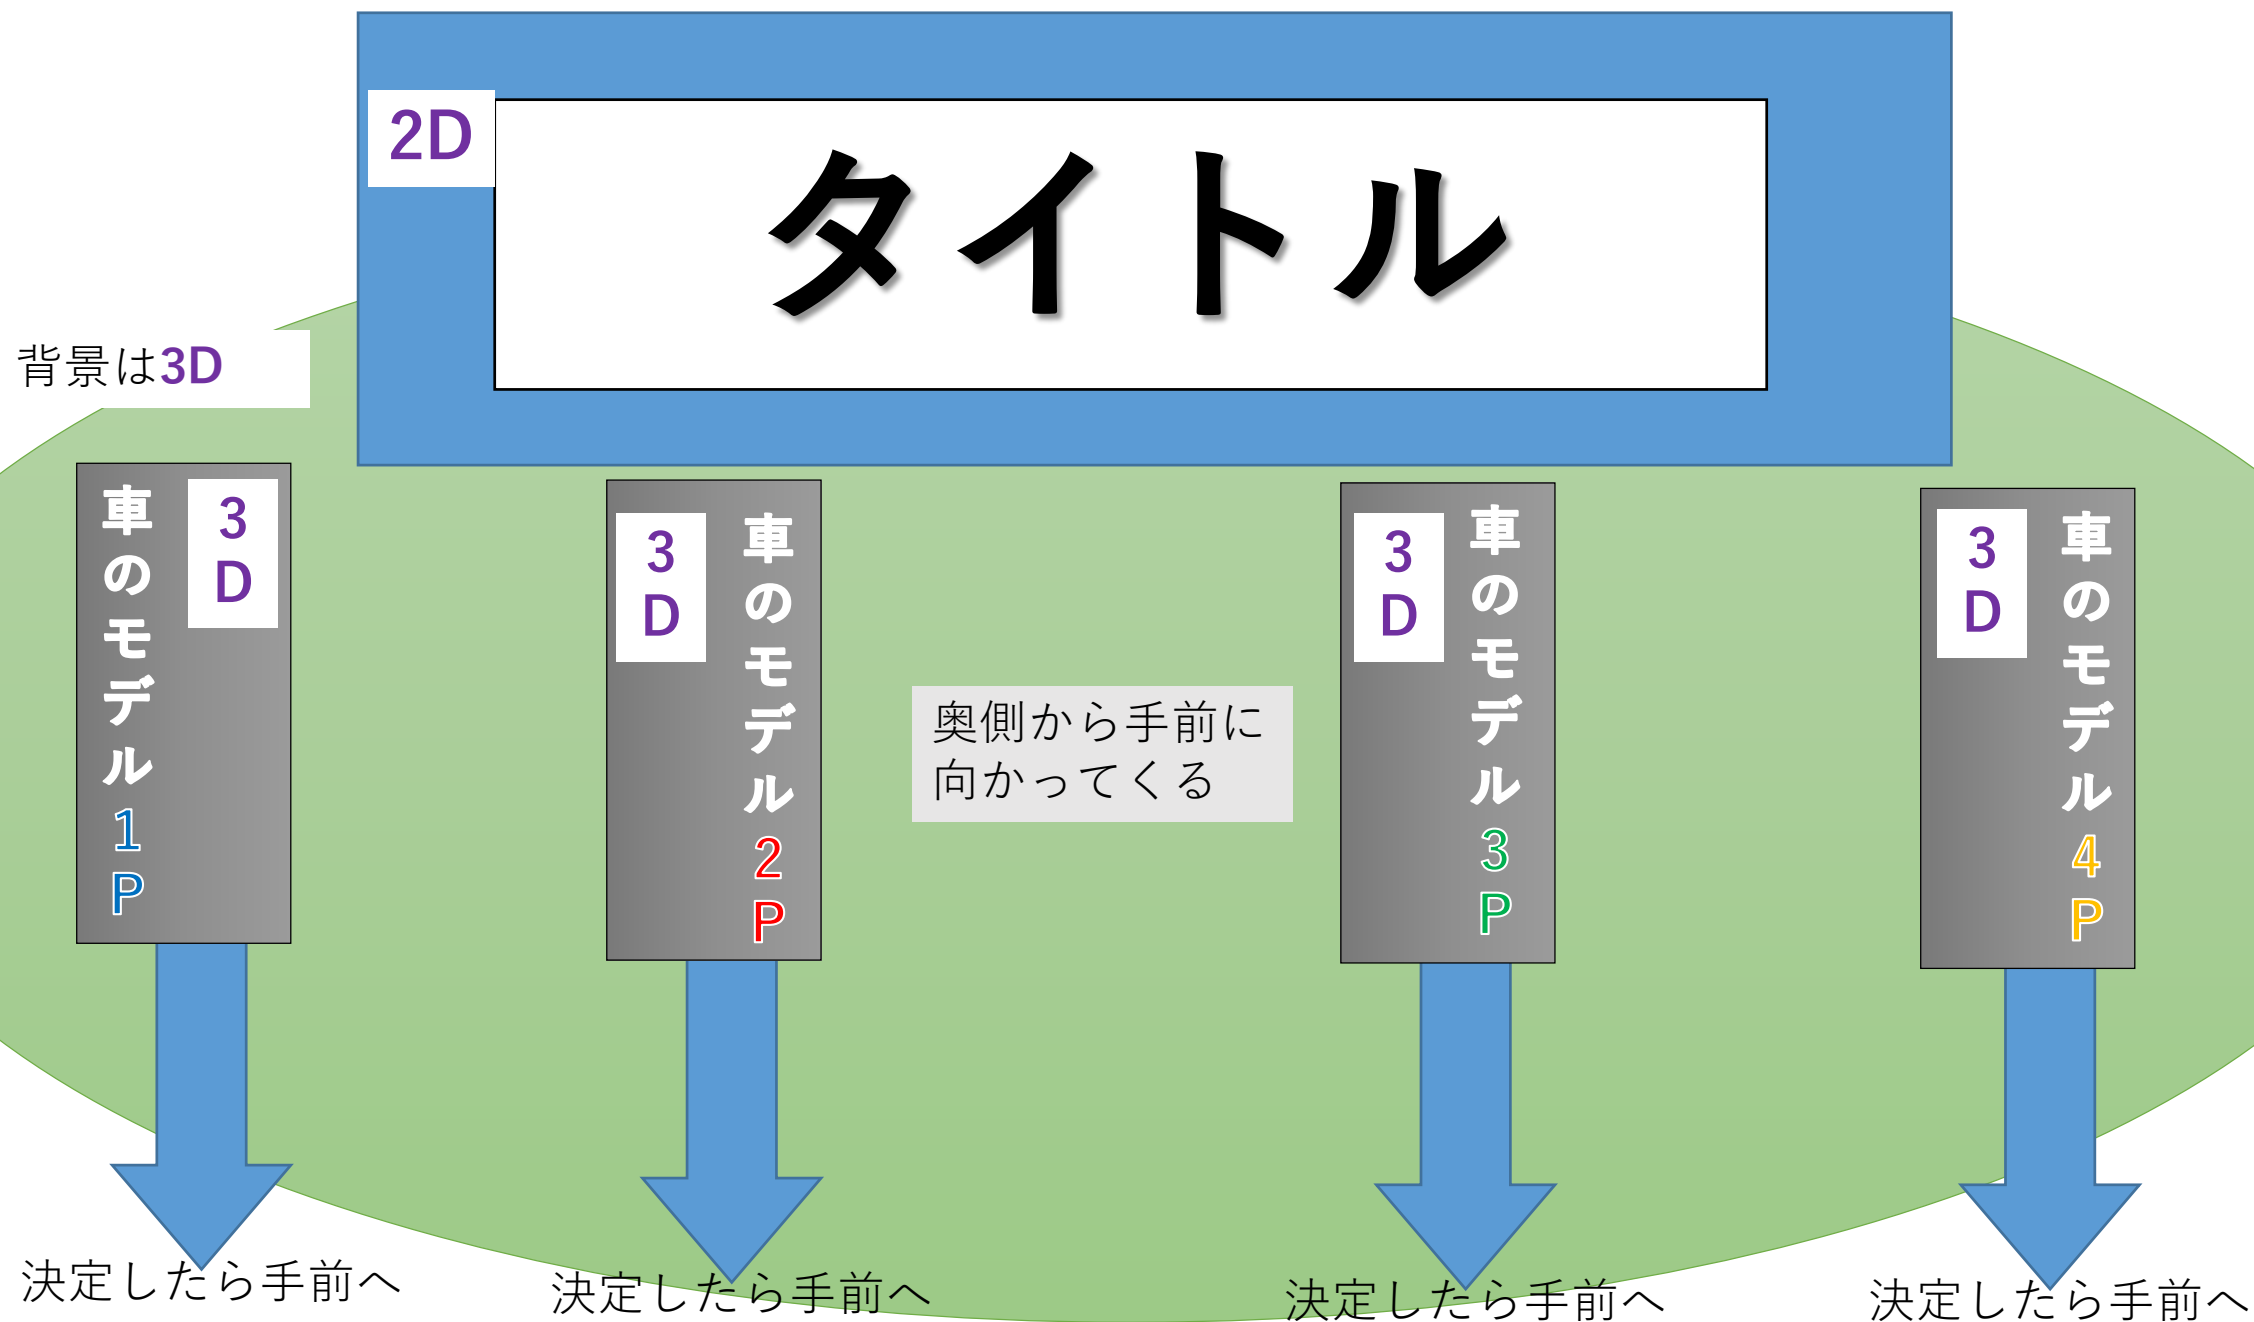 2D
タイトル
背景は3D
車のモデル1P
3D
3D
車のモデル2P
奥側から手前に
向かってくる
3D
車のモデル3P
3D
車のモデル4P
決定したら手前へ
決定したら手前へ
決定したら手前へ
決定したら手前へ